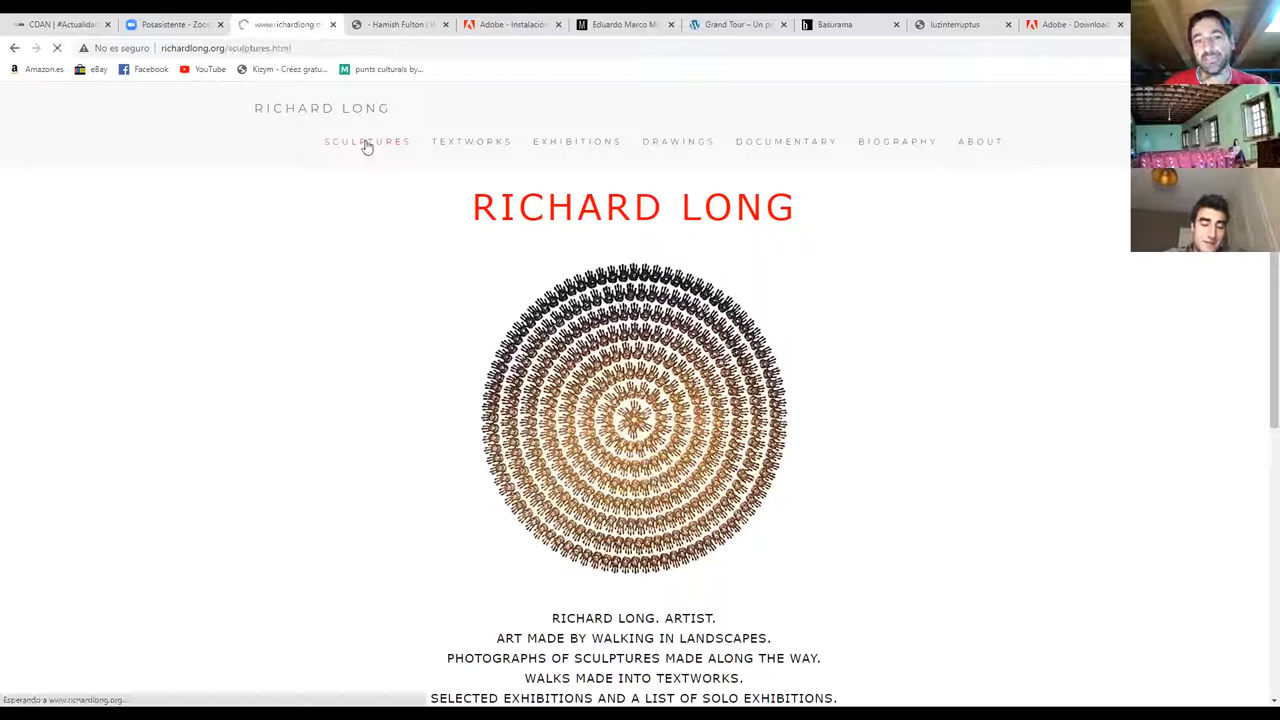 CDAN | #Actualidad
Posasistente - Zoom
www.richardlong.o
- Hamish Fulton :
Adobe - Instalación
Eduardo Marco Mi
Grand Tour – Un p
Basurama
luzinterruptus
Adobe - Download
No es seguro | richardlong.org/sculptures.html
Amazon.es eBay Facebook YouTube Kizym - Créez gratu... punts culturals by...
RICHARD LONG
SCULPTURES TEXTWORKS EXHIBITIONS DRAWINGS DOCUMENTARY BIOGRAPHY ABOUT
RICHARD LONG
RICHARD LONG. ARTIST.
ART MADE BY WALKING IN LANDSCAPES.
PHOTOGRAPHS OF SCULPTURES MADE ALONG THE WAY.
WALKS MADE INTO TEXTWORKS.
SELECTED EXHIBITIONS AND A LIST OF SOLO EXHIBITIONS.
Esperando a www.richardlong.org...